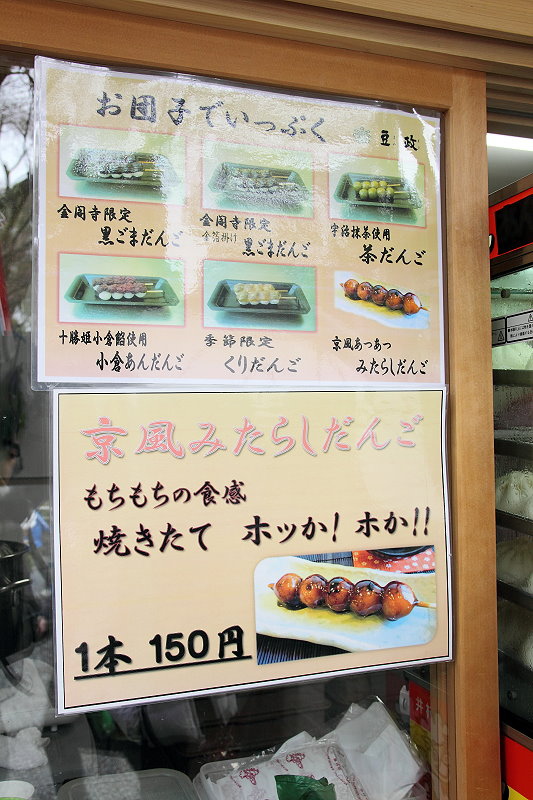 お団子でいっぷく
豆政
金閣寺限定
黒ごまだんご
金閣寺限定
金箔掛け
黒ごまだんご
宇治抹茶使用
茶だんご
十勝姫小倉餡使用
小倉あんだんご
季節限定
くりだんご
京風あつあつ
みたらしだんご
京風みたらしだんご
もちもちの食感
焼きたて ホッか! ホか!!
1本 150円